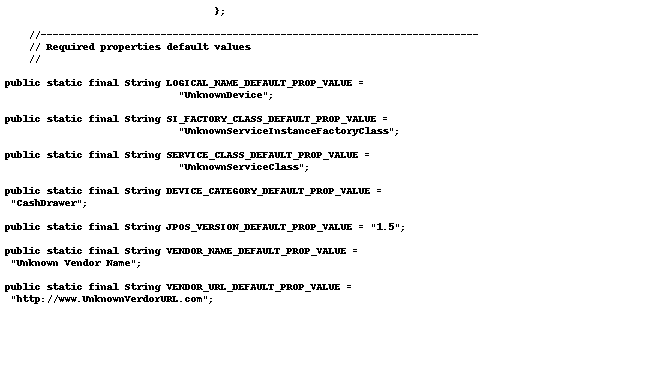 };
//-------------------------------------------------------------------------
// Required properties default values
//
public static final String LOGICAL_NAME_DEFAULT_PROP_VALUE =
"UnknownDevice";
public static final String SI_FACTORY_CLASS_DEFAULT_PROP_VALUE =
"UnknownServiceInstanceFactoryClass";
public static final String SERVICE_CLASS_DEFAULT_PROP_VALUE =
"UnknownServiceClass";
public static final String DEVICE_CATEGORY_DEFAULT_PROP_VALUE =
"CashDrawer";
public static final String JPOS_VERSION_DEFAULT_PROP_VALUE = "1.5";
public static final String VENDOR_NAME_DEFAULT_PROP_VALUE =
"Unknown Vendor Name";
public static final String VENDOR_URL_DEFAULT_PROP_VALUE =
"http://www.UnknownVerdorURL.com";